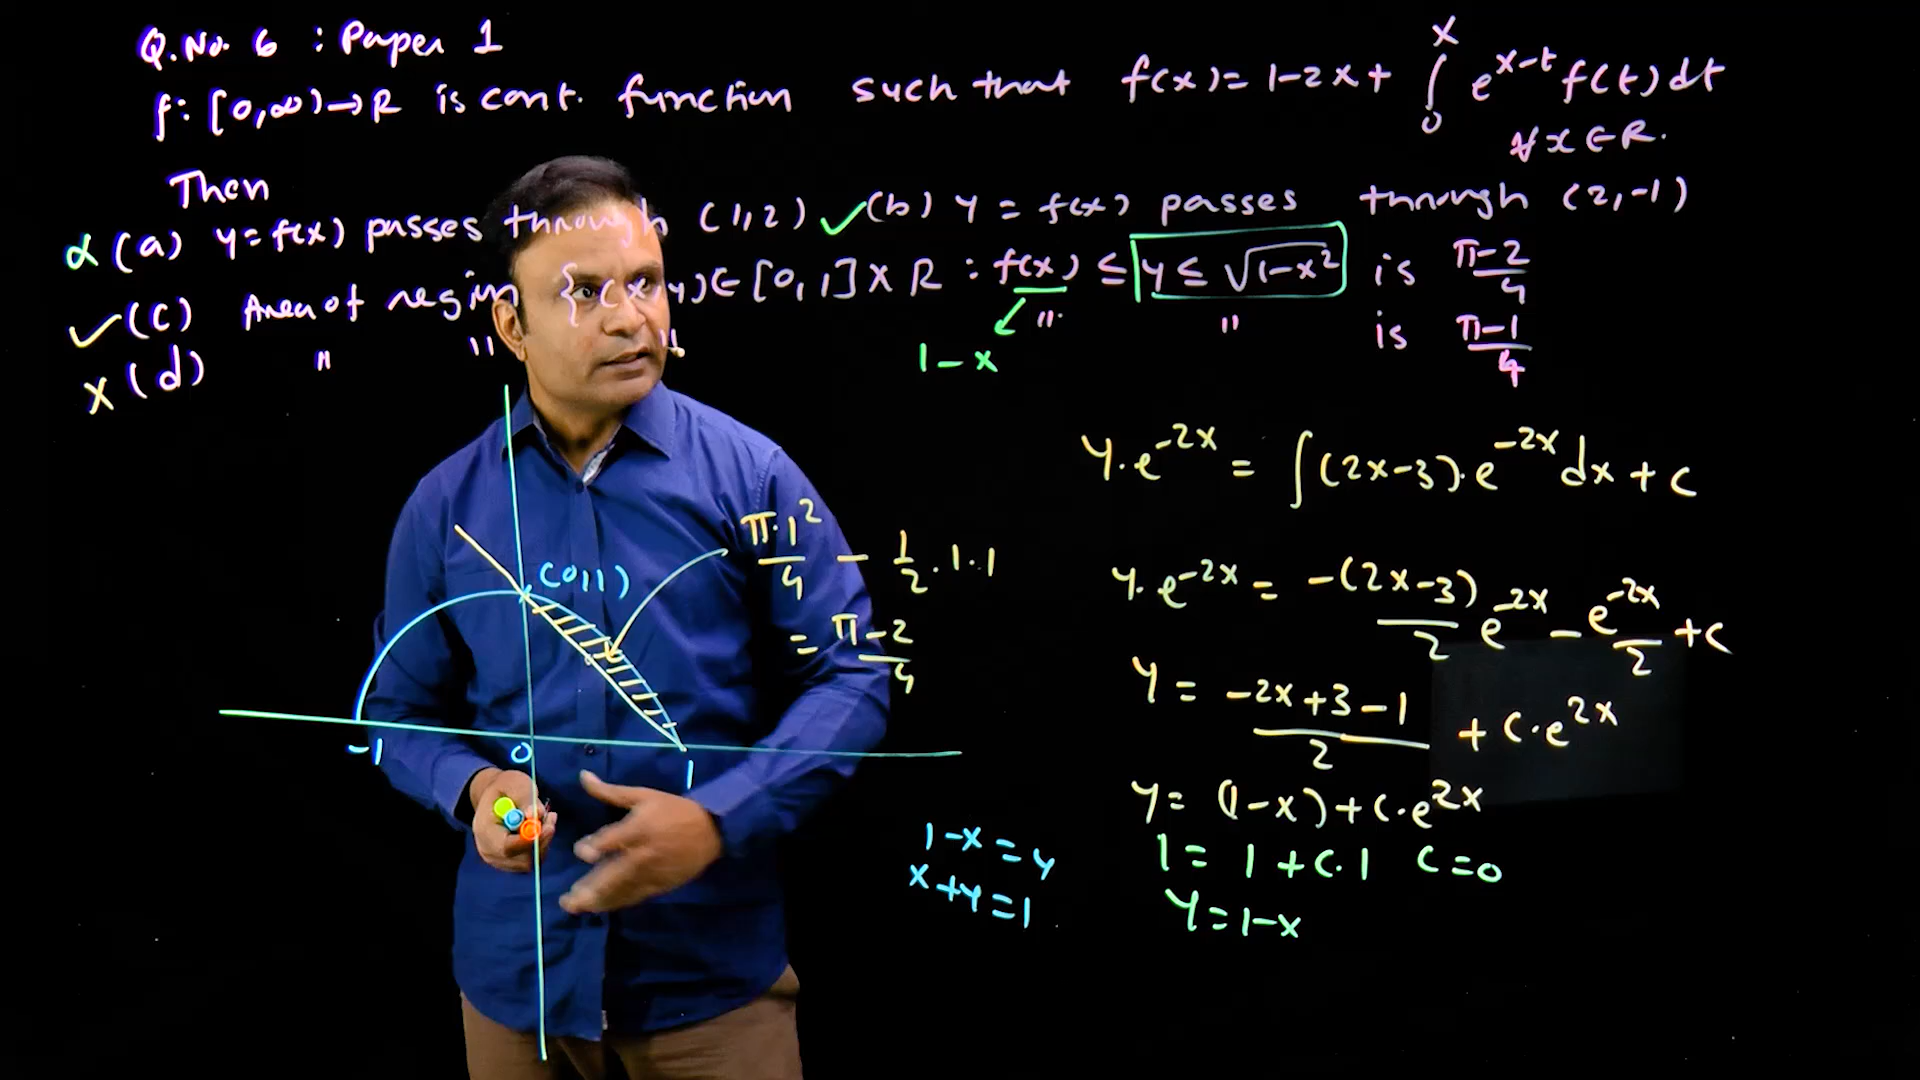 Q.No. 6 : Paper 1
f: [0,∞)→R is cont. function such that f(x)=1-2x+ ∫₀ˣ e^(x-t) f(t)dt
∀ x∈R.
Then
α (a) y=f(x) passes through (1,2) ✓(b) y=f(x) passes through (2,-1)
✓(c) Area of region {(x,y)∈[0,1]×R : f(x) ≤ y ≤ √(1-x²) is (π-2)/4
x (d) " " " " " is (π-1)/4
1-x
y·e^(-2x) = ∫(2x-3)·e^(-2x) dx + c
π·1²/4 - 1/2·1·1
= (π-2)/4
(0,1)
-1 0 1
y·e^(-2x) = -(2x-3)/2 e^(-2x) - e^(-2x)/2 + c
y = (-2x+3-1)/2 + c·e^(2x)
y = (1-x)+c·e^(2x)
1 = 1+c·1 c=0
y=1-x
1-x=y
x+y=1